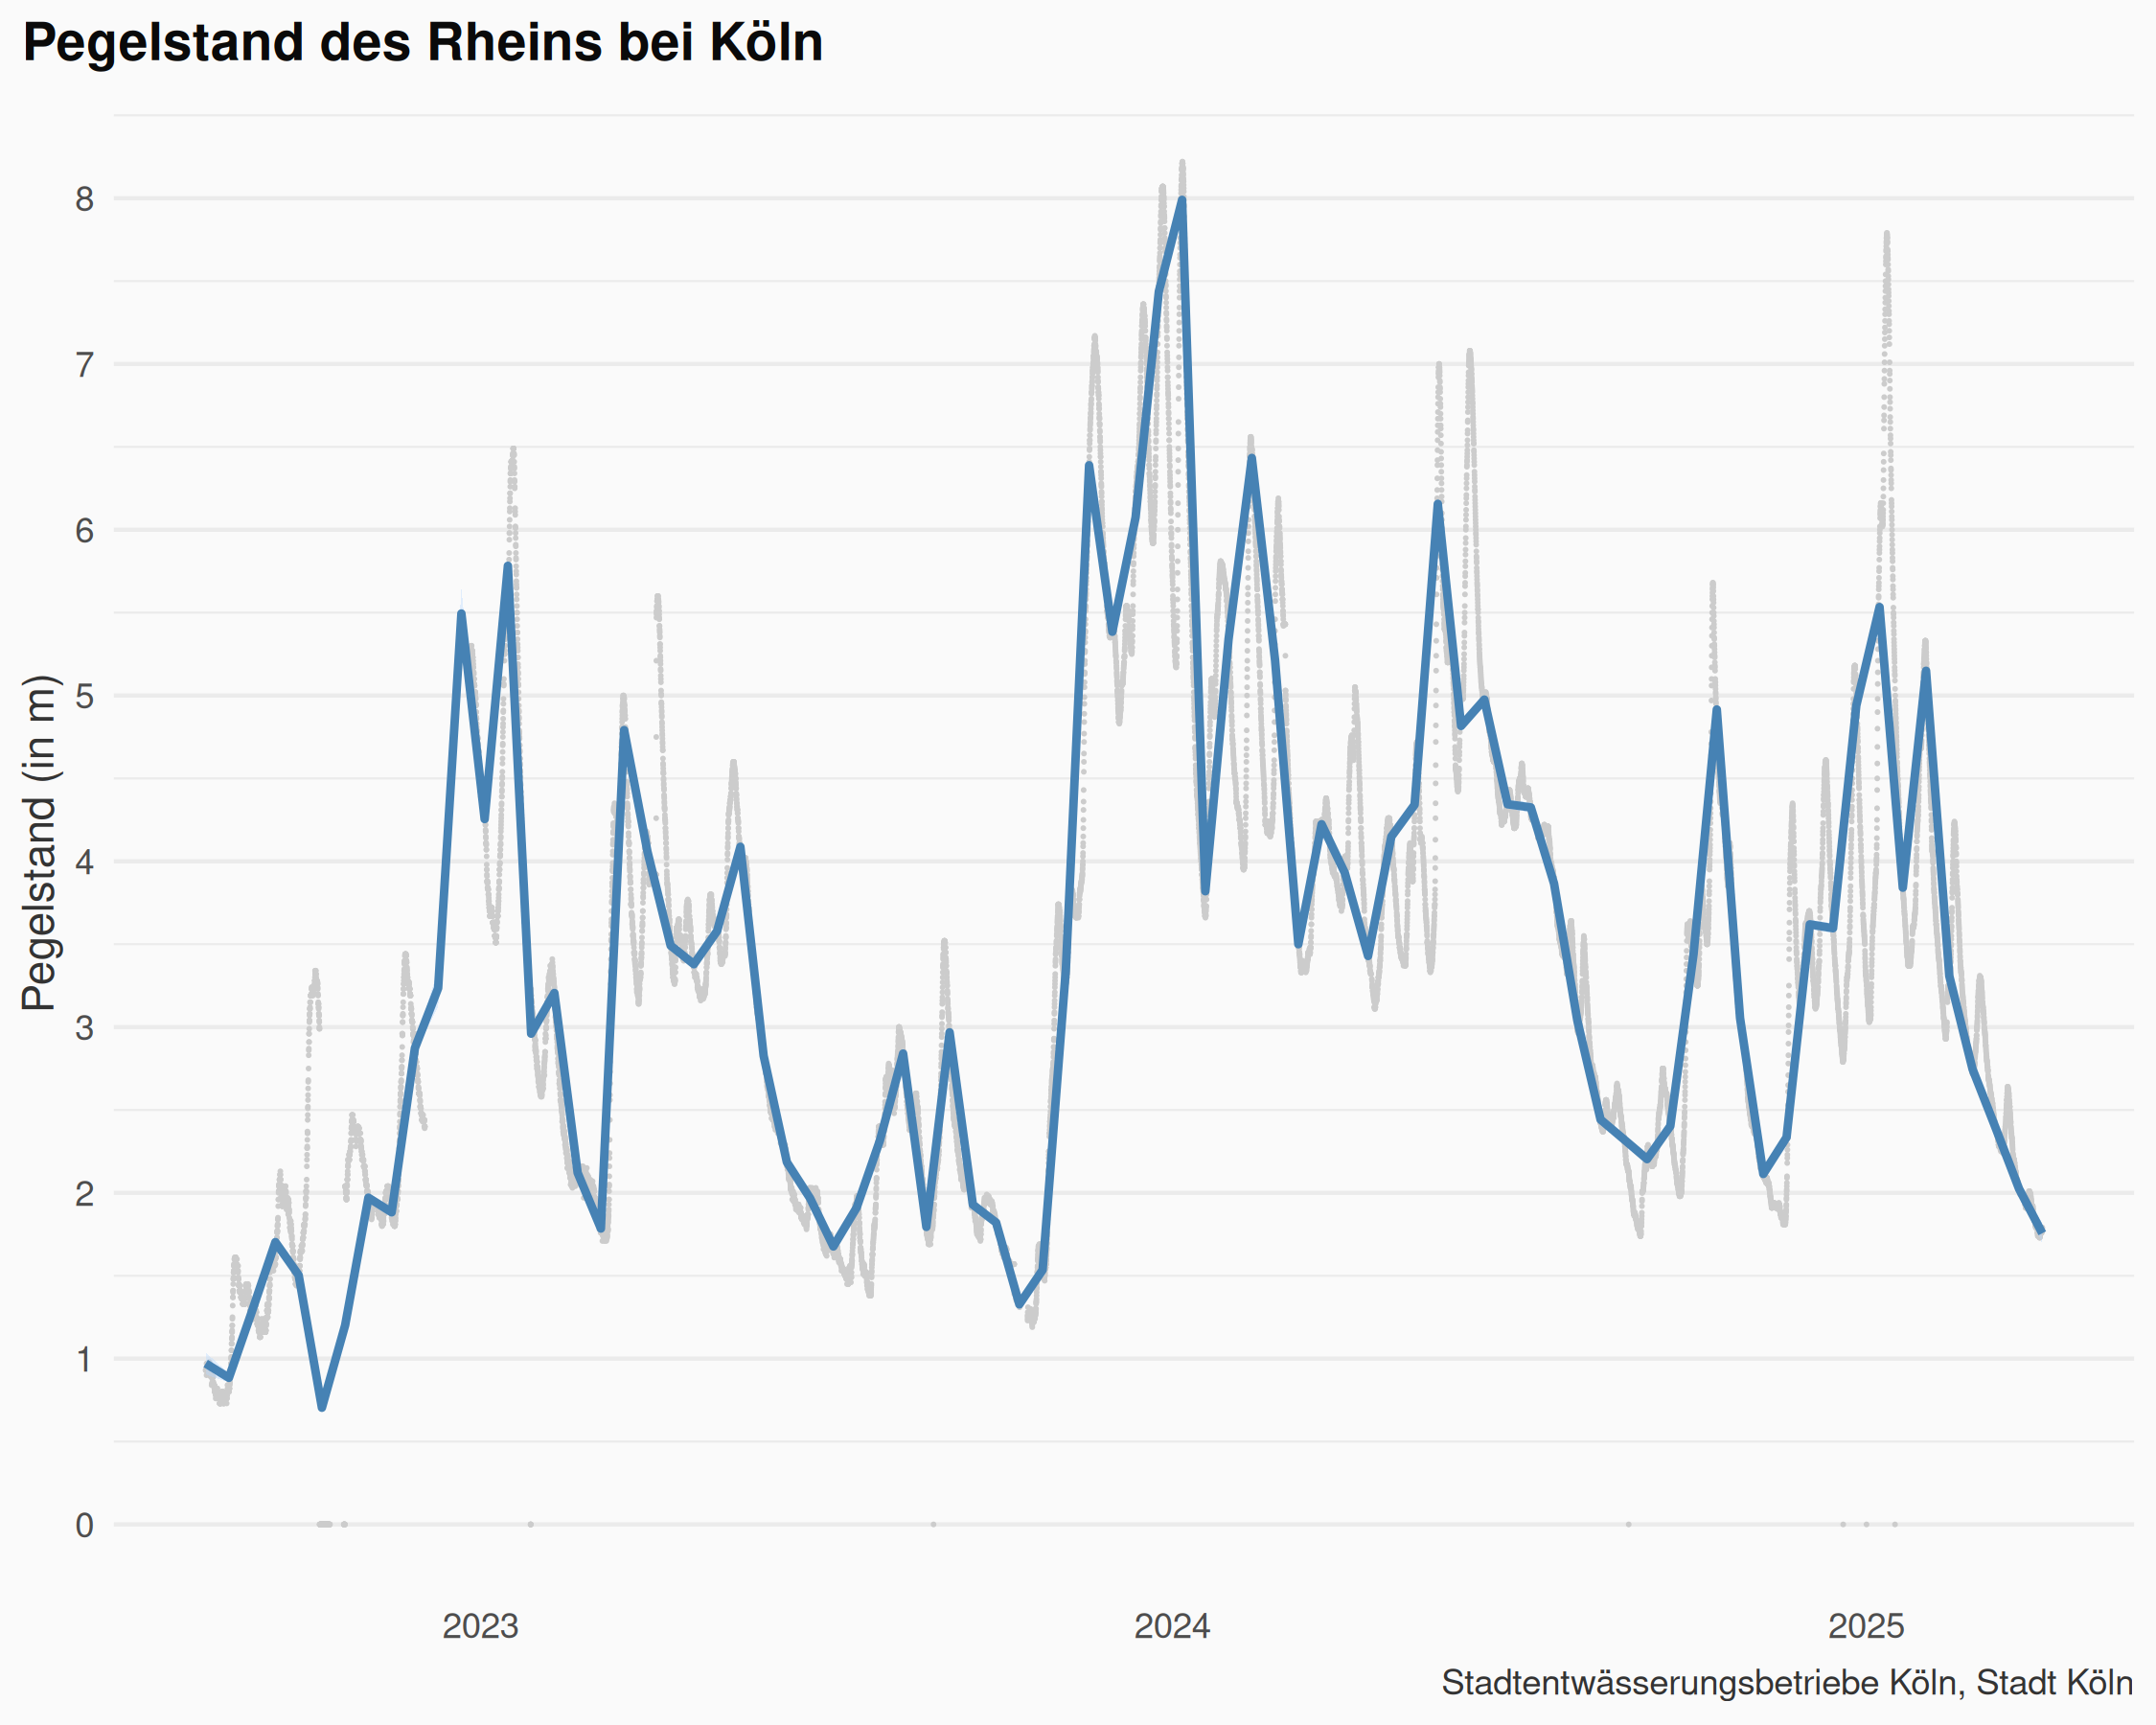 Pegelstand des Rheins bei Köln
Pegelstand (in m)
8
7
6
5
4
3
2
1
0
2023 2024 2025
Stadtentwässerungsbetriebe Köln, Stadt Köln